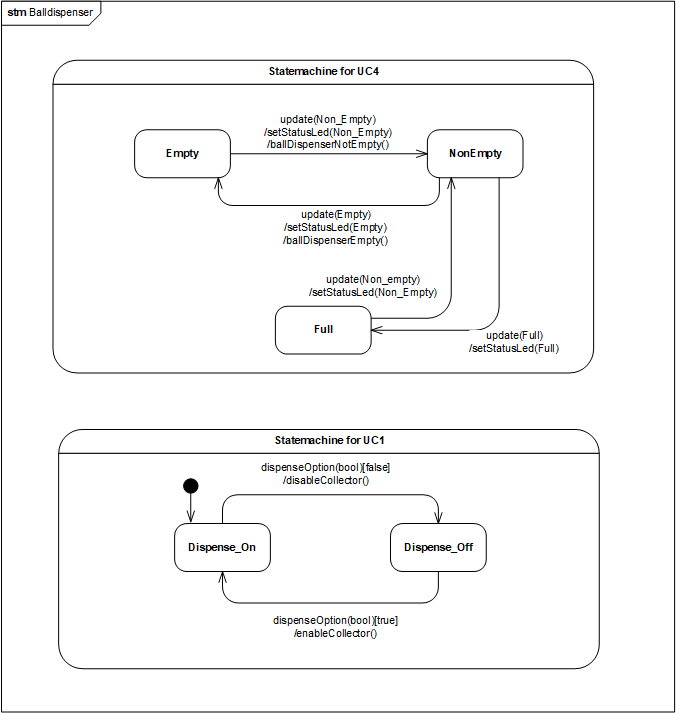 stm Balldispenser
Statemachine for UC4
update(Non_Empty)
/setStatusLed(Non_Empty)
/ballDispenserNotEmpty()
Empty
NonEmpty
update(Empty)
/setStatusLed(Empty)
/ballDispenserEmpty()
update(Non_empty)
/setStatusLed(Non_Empty)
Full
update(Full)
/setStatusLed(Full)
Statemachine for UC1
dispenseOption(bool)[false]
/disableCollector()
Dispense_On
Dispense_Off
dispenseOption(bool)[true]
/enableCollector()